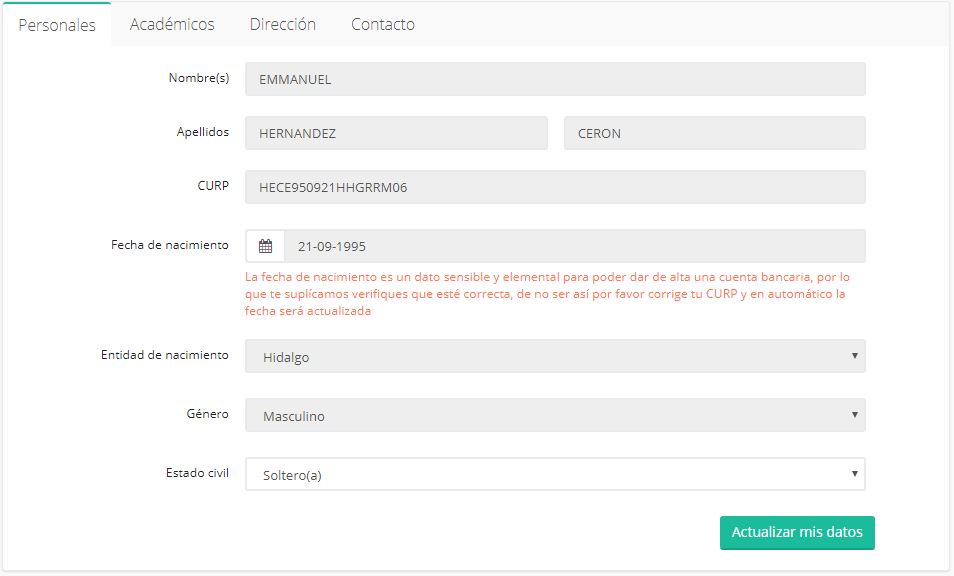 Personales Académicos Dirección Contacto
Nombre(s) EMMANUEL
Apellidos HERNANDEZ CERON
CURP HECE950921HHGRRM06
Fecha de nacimiento 21-09-1995
La fecha de nacimiento es un dato sensible y elemental para poder dar de alta una cuenta bancaria, por lo
que te suplícamos verifiques que esté correcta, de no ser así por favor corrige tu CURP y en automático la
fecha será actualizada
Entidad de nacimiento Hidalgo
Género Masculino
Estado civil Soltero(a)
Actualizar mis datos